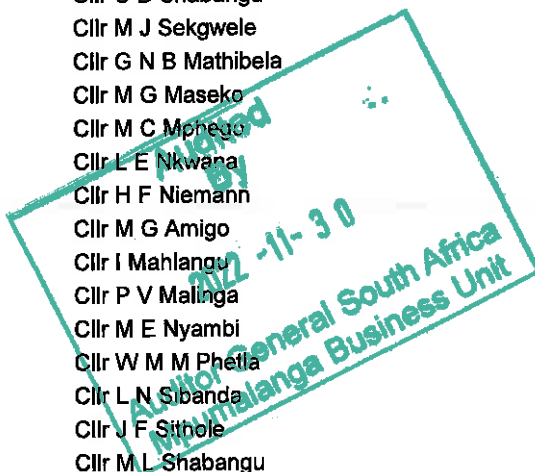 Cllr M J Sekgwele
Cllr G N B Mathibela
Cllr M G Maseko
Cllr M C Mphego
Cllr L E Nkwana
Cllr H F Niemann
Cllr M G Amigo
Cllr I Mahlangu
Cllr P V Malinga
Cllr M E Nyambi
Cllr W M M Phetla
Cllr L N Sibanda
Cllr J F Sithole
Cllr M L Shabangu
Audited
By
2022 -11- 30
Auditor General South Africa
Mpumalanga Business Unit